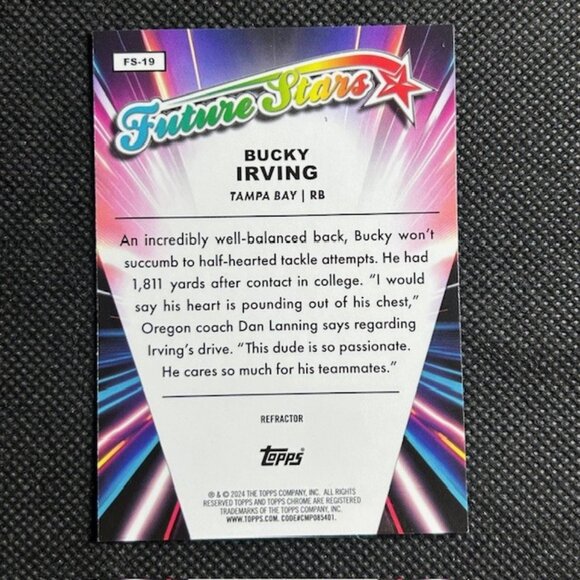 FS-19
Future Stars
BUCKY
IRVING
TAMPA BAY | RB
An incredibly well-balanced back, Bucky won't
succumb to half-hearted tackle attempts. He had
1,811 yards after contact in college. "I would
say his heart is pounding out of his chest,"
Oregon coach Dan Lanning says regarding
Irving's drive. "This dude is so passionate.
He cares so much for his teammates."
REFRACTOR
Topps
® & © 2024 THE TOPPS COMPANY, INC. ALL RIGHTS
RESERVED TOPPS AND TOPPS CHROME ARE REGISTERED
TRADEMARKS OF THE TOPPS COMPANY, INC.
WWW.TOPPS.COM. CODE#CMP085401.